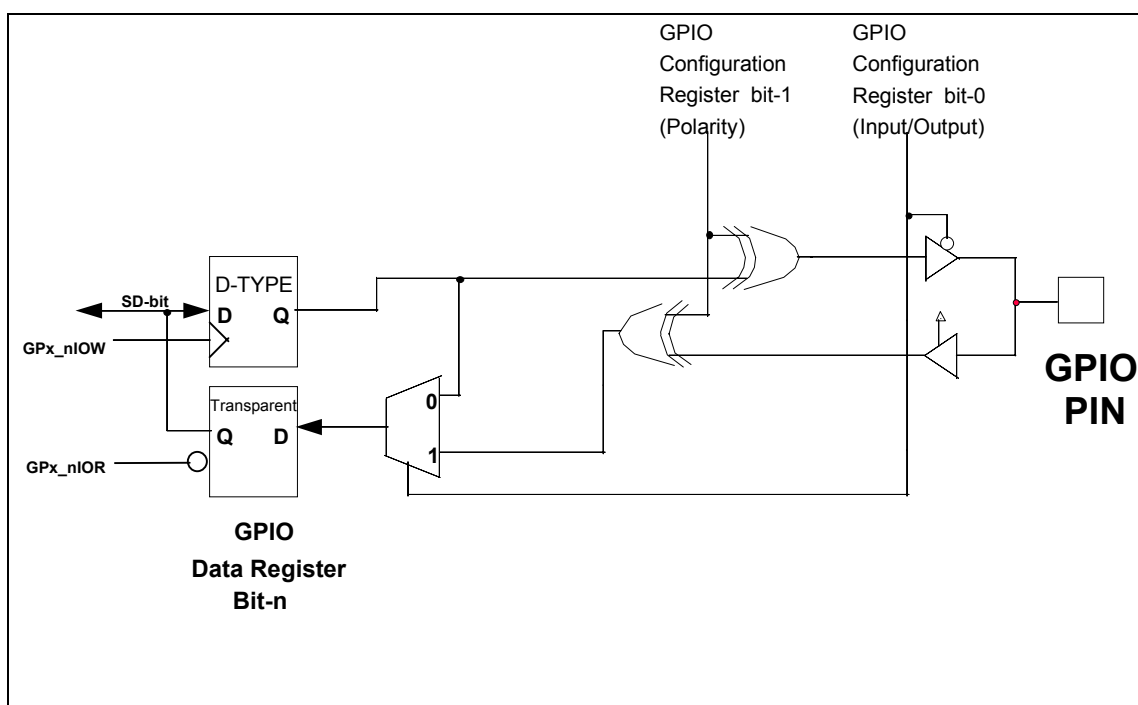 GPIO
Configuration
Register bit-1
(Polarity)
GPIO
Configuration
Register bit-0
(Input/Output)
D-TYPE
SD-bit
D Q
GPx_nIOW
Transparent
Q D
GPx_nIOR
0
1
GPIO
PIN
GPIO
Data Register
Bit-n